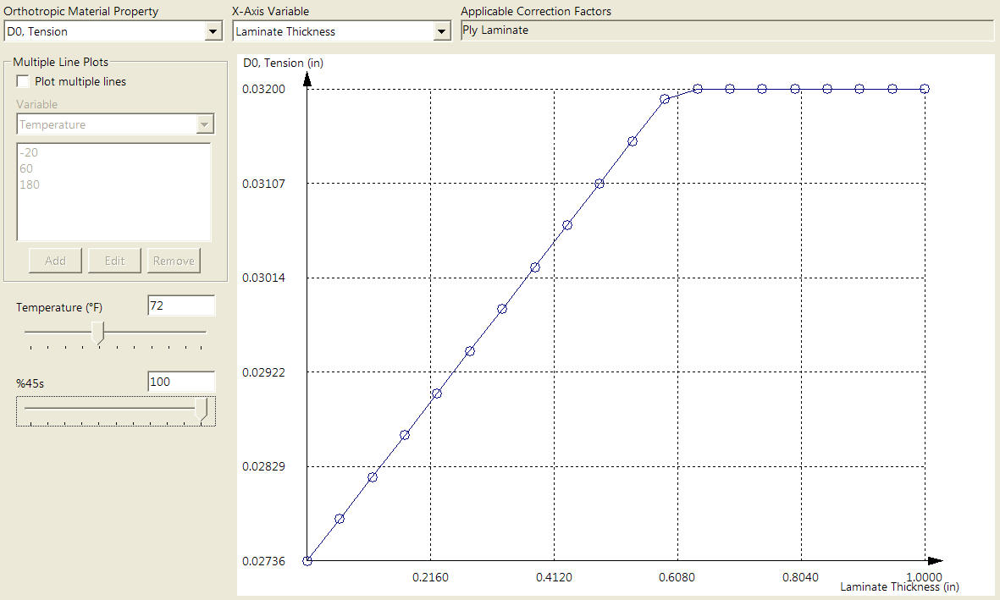 Orthotropic Material Property
X-Axis Variable
Applicable Correction Factors
D0, Tension
Laminate Thickness
Ply Laminate
Multiple Line Plots
Plot multiple lines
Variable
Temperature
-20
60
180
Add
Edit
Remove
Temperature (°F)
72
%45s
100
D0, Tension (in)
0.03200
0.03107
0.03014
0.02922
0.02829
0.02736
0.2160
0.4120
0.6080
0.8040
1.0000
Laminate Thickness (in)